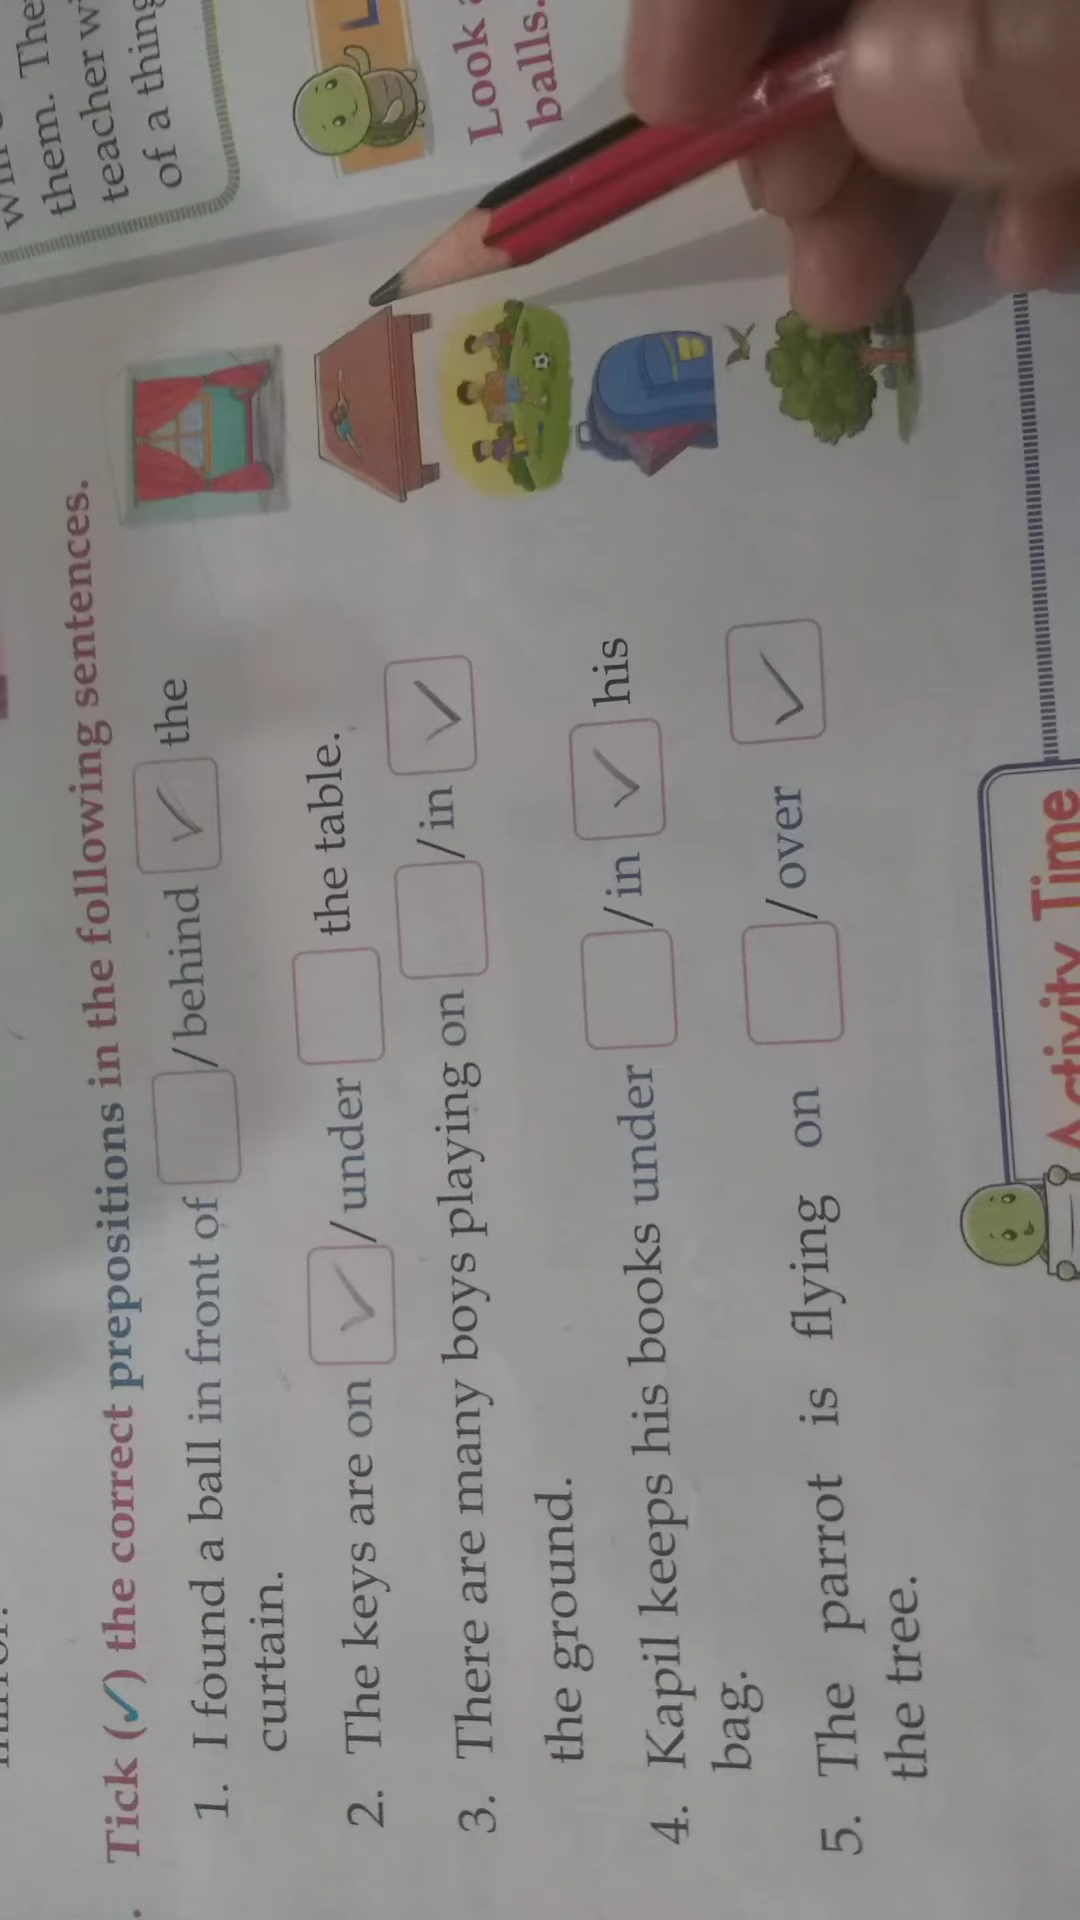 them. The
teacher
of a thing
Look
balls.
Tick (✓) the correct prepositions in the following sentences.
1. I found a ball in front of /behind ✓ the
curtain.
2. The keys are on ✓ /under the table.
3. There are many boys playing on /in ✓
the ground.
4. Kapil keeps his books under /in ✓ his
bag.
5. The parrot is flying on /over ✓
the tree.
Activity Time